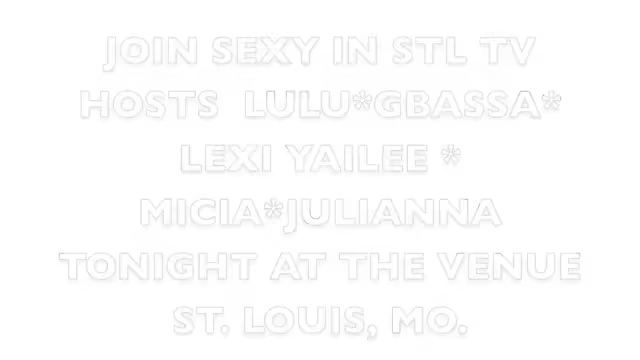 JOIN SEXY IN STL TV
HOSTS LULU*GBASSA*
LEXI YAILEE *
MICIA*JULIANNA
TONIGHT AT THE VENUE
ST. LOUIS, MO.